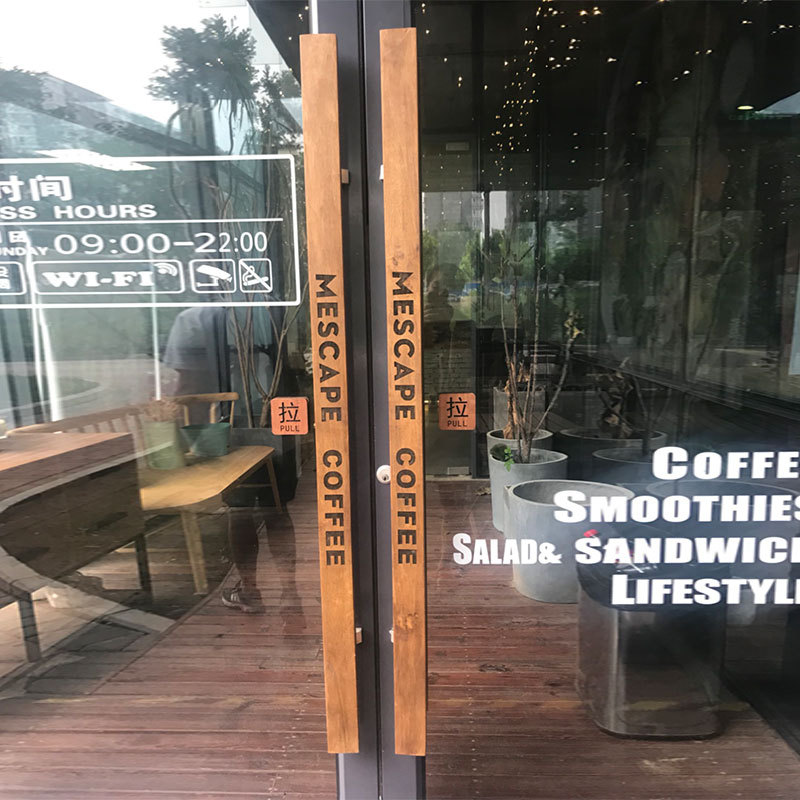 时间
SS HOURS
09:00-22:00
WI-FI
MESCAPE COFFEE
MESCAPE COFFEE
拉
PULL
拉
PULL
COFFE
SMOOTHIES
SALAD& SANDWICH
LIFESTYL